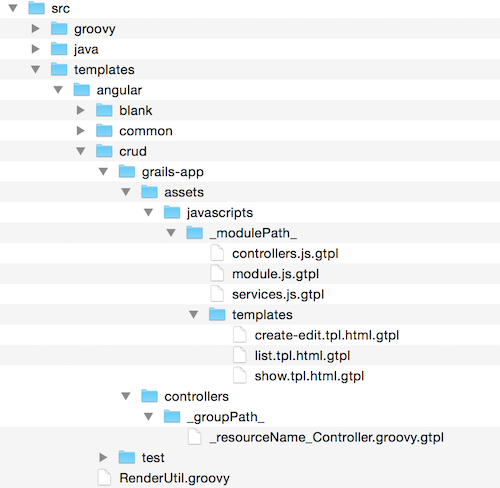 src
groovy
java
templates
angular
blank
common
crud
grails-app
assets
javascripts
_modulePath_
controllers.js.gtpl
module.js.gtpl
services.js.gtpl
templates
create-edit.tpl.html.gtpl
list.tpl.html.gtpl
show.tpl.html.gtpl
controllers
_groupPath_
_resourceName_Controller.groovy.gtpl
test
RenderUtil.groovy